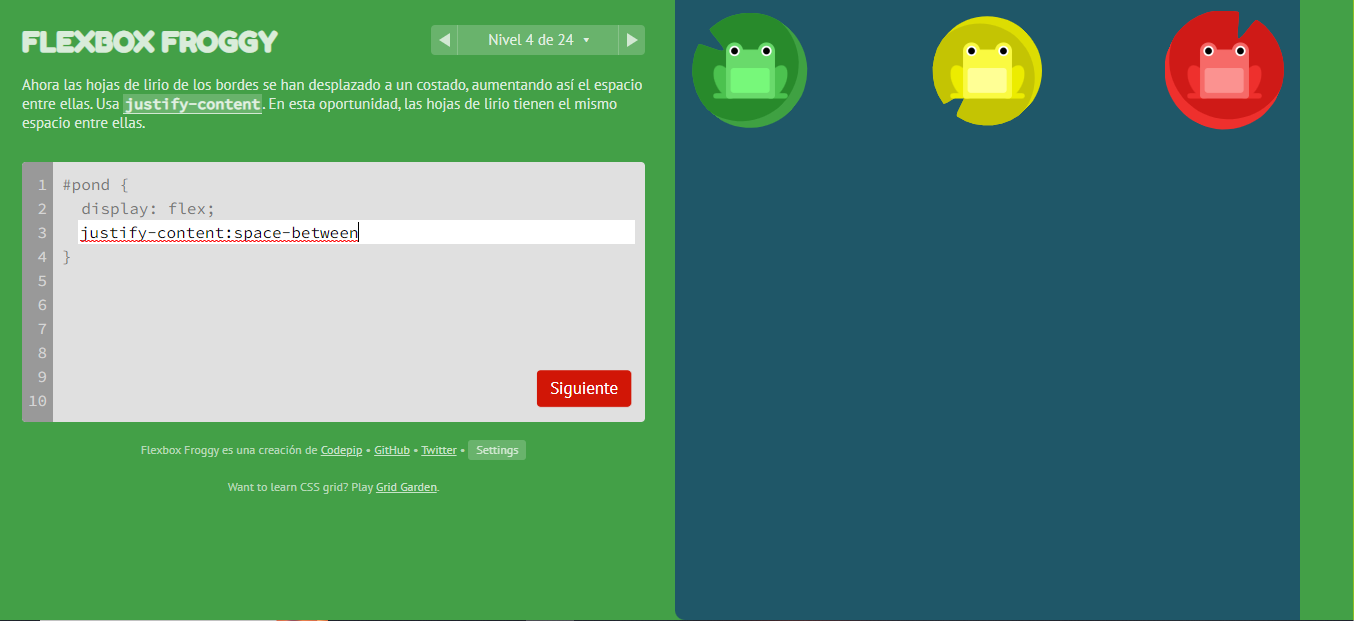 FLEXBOX FROGGY
Nivel 4 de 24
Ahora las hojas de lirio de los bordes se han desplazado a un costado, aumentando así el espacio
entre ellas. Usa justify-content. En esta oportunidad, las hojas de lirio tienen el mismo
espacio entre ellas.
1 #pond {
2 display: flex;
3 justify-content:space-between
4 }
5
6
7
8
9
10
Siguiente
Flexbox Froggy es una creación de Codepip • GitHub • Twitter • Settings
Want to learn CSS grid? Play Grid Garden.